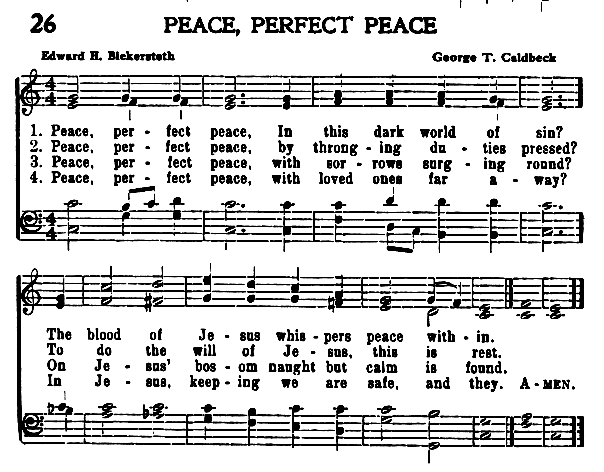 26 PEACE, PERFECT PEACE
Edward H. Bickersteth George T. Caldbeck
1. Peace, per - fect peace, In this dark world of sin?
2. Peace, per - fect peace, by throng - ing du - ties pressed?
3. Peace, per - fect peace, with sor - rows surg - ing round?
4. Peace, per - fect peace, with loved ones far a - way?
The blood of Je - sus whis - pers peace with - in.
To do the will of Je - sus, this is rest.
On Je - sus' bos - om naught but calm is found.
In Je - sus, keep - ing we are safe, and they. A-MEN.